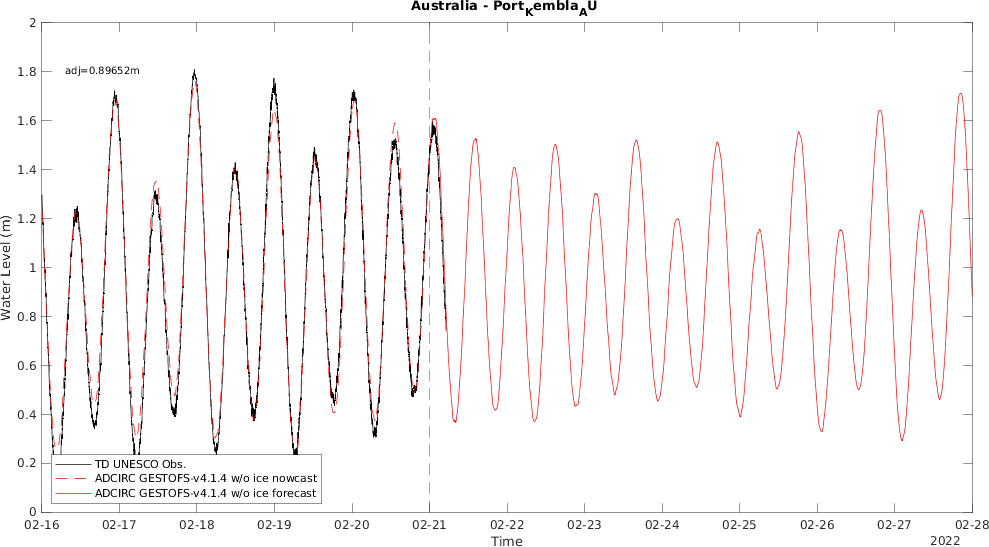 Australia - PortKemblaAU
adj=0.89652m
Water Level (m)
2
1.8
1.6
1.4
1.2
1
0.8
0.6
0.4
0.2
0
TD UNESCO Obs.
ADCIRC GESTOFS-v4.1.4 w/o ice nowcast
ADCIRC GESTOFS-v4.1.4 w/o ice forecast
02-16 02-17 02-18 02-19 02-20 02-21 02-22 02-23 02-24 02-25 02-26 02-27 02-28
Time
2022